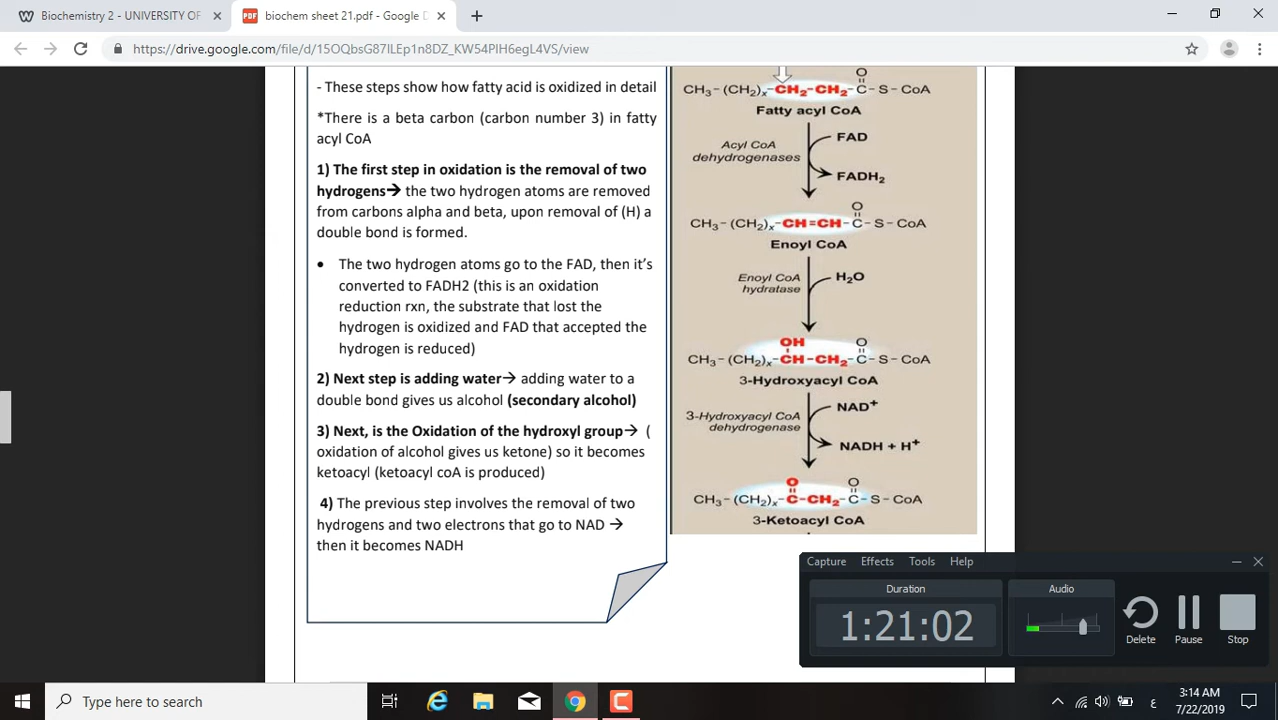 Biochemistry 2 - UNIVERSITY OF
biochem sheet 21.pdf - Google D
https://drive.google.com/file/d/15OQbsG87ILEp1n8DZ_KW54PIH6egL4VS/view
- These steps show how fatty acid is oxidized in detail
*There is a beta carbon (carbon number 3) in fatty
acyl CoA
1) The first step in oxidation is the removal of two
hydrogens→ the two hydrogen atoms are removed
from carbons alpha and beta, upon removal of (H) a
double bond is formed.
• The two hydrogen atoms go to the FAD, then it's
converted to FADH2 (this is an oxidation
reduction rxn, the substrate that lost the
hydrogen is oxidized and FAD that accepted the
hydrogen is reduced)
2) Next step is adding water→ adding water to a
double bond gives us alcohol (secondary alcohol)
3) Next, is the Oxidation of the hydroxyl group→ (
oxidation of alcohol gives us ketone) so it becomes
ketoacyl (ketoacyl coA is produced)
4) The previous step involves the removal of two
hydrogens and two electrons that go to NAD →
then it becomes NADH
O
CH₃-(CH₂)ₓ-CH₂-CH₂-C-S-CoA
Fatty acyl CoA
Acyl CoA
dehydrogenases
FAD
FADH₂
O
CH₃-(CH₂)ₓ-CH=CH-C-S-CoA
Enoyl CoA
Enoyl CoA
hydratase
H₂O
OH O
CH₃-(CH₂)ₓ-CH-CH₂-C-S-CoA
3-Hydroxyacyl CoA
3-Hydroxyacyl CoA
dehydrogenase
NAD⁺
NADH + H⁺
O O
CH₃-(CH₂)ₓ-C-CH₂-C-S-CoA
3-Ketoacyl CoA
Capture Effects Tools Help
Duration
Audio
1:21:02
Delete
Pause
Stop
Type here to search
ع
3:14 AM
7/22/2019